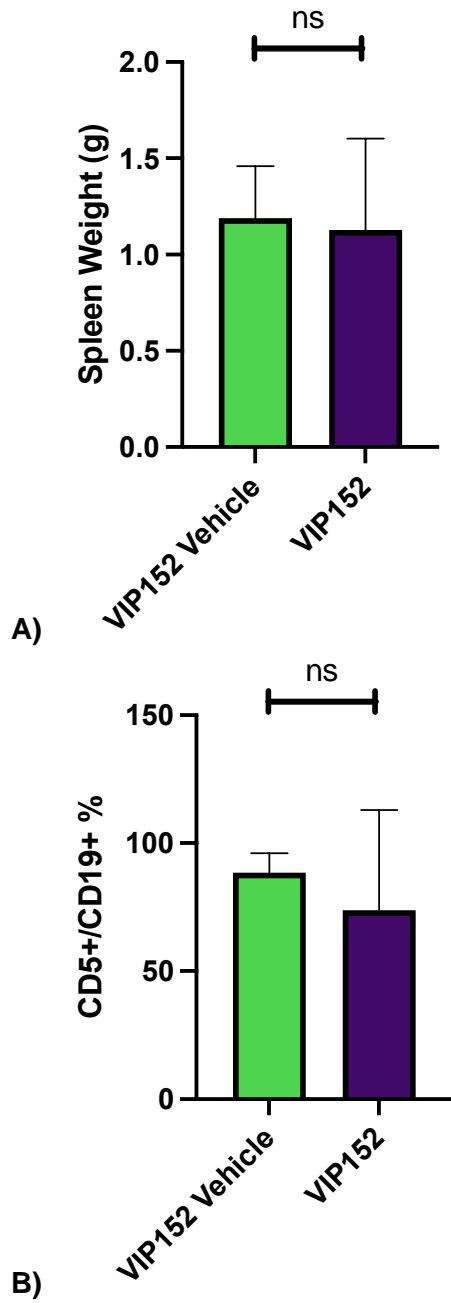 ns
2.0
1.5
1.0
0.5
0.0
Spleen Weight (g)
VIP152 Vehicle
VIP152
A)
ns
150
100
50
0
CD5+/CD19+ %
VIP152 Vehicle
VIP152
B)